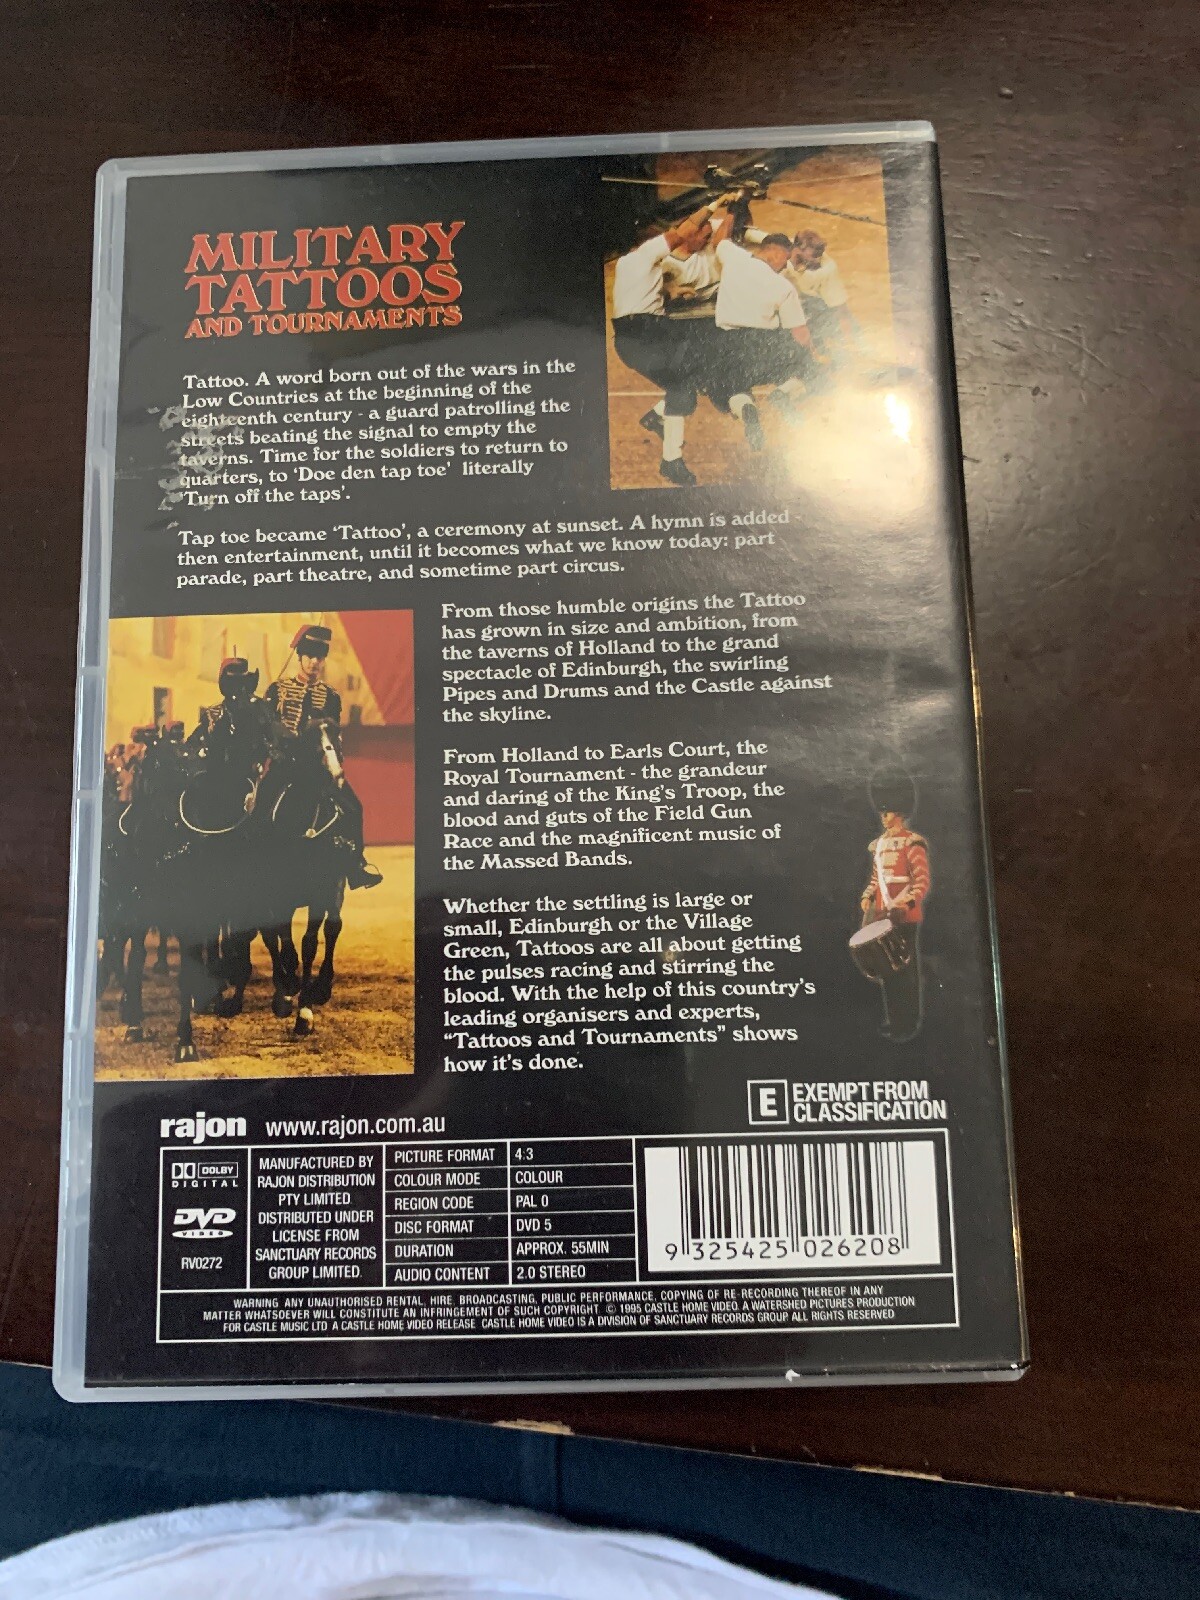 MILITARY
TATTOOS
AND TOURNAMENTS
Tattoo. A word born out of the wars in the
Low Countries at the beginning of the
eighteenth century - a guard patrolling the
streets beating the signal to empty the
taverns. Time for the soldiers to return to
quarters, to 'Doe den tap toe' literally
'Turn off the taps'.
Tap toe became 'Tattoo', a ceremony at sunset. A hymn is added -
then entertainment, until it becomes what we know today: part
parade, part theatre, and sometime part circus.
From those humble origins the Tattoo
has grown in size and ambition, from
the taverns of Holland to the grand
spectacle of Edinburgh, the swirling
Pipes and Drums and the Castle against
the skyline.
From Holland to Earls Court, the
Royal Tournament - the grandeur
and daring of the King's Troop, the
blood and guts of the Field Gun
Race and the magnificent music of
the Massed Bands.
Whether the settling is large or
small, Edinburgh or the Village
Green, Tattoos are all about getting
the pulses racing and stirring the
blood. With the help of this country's
leading organisers and experts,
"Tattoos and Tournaments" shows
how it's done.
E EXEMPT FROM
CLASSIFICATION
rajon www.rajon.com.au
DOLBY
DIGITAL
DVD
VIDEO
RV0272
MANUFACTURED BY
RAJON DISTRIBUTION
PTY LIMITED.
DISTRIBUTED UNDER
LICENSE FROM
SANCTUARY RECORDS
GROUP LIMITED.
PICTURE FORMAT 4:3
COLOUR MODE COLOUR
REGION CODE PAL 0
DISC FORMAT DVD 5
DURATION APPROX. 55MIN
AUDIO CONTENT 2.0 STEREO
9 325425 026208
WARNING ANY UNAUTHORISED RENTAL, HIRE, BROADCASTING, PUBLIC PERFORMANCE, COPYING OF RE-RECORDING THEREOF IN ANY
MATTER WHATSOEVER WILL CONSTITUTE AN INFRINGEMENT OF SUCH COPYRIGHT © 1995 CASTLE HOME VIDEO. A WATERSHED PICTURES PRODUCTION
FOR CASTLE MUSIC LTD A CASTLE HOME VIDEO RELEASE CASTLE HOME VIDEO IS A DIVISION OF SANCTUARY RECORDS GROUP ALL RIGHTS RESERVED